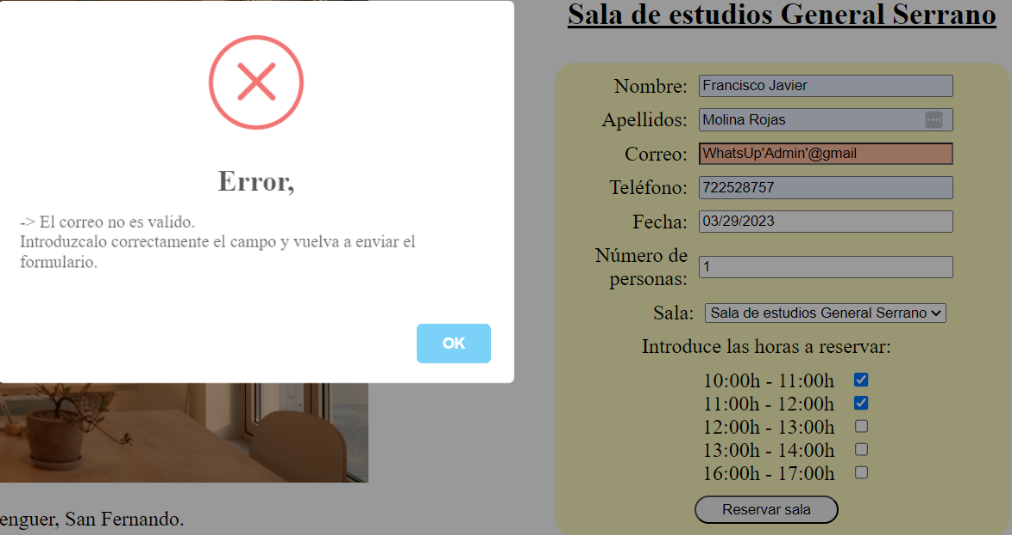 Error,
-> El correo no es valido.
Introduzcalo correctamente el campo y vuelva a enviar el
formulario.
OK
enguer, San Fernando.
Sala de estudios General Serrano
Nombre: Francisco Javier
Apellidos: Molina Rojas
Correo: WhatsUp'Admin'@gmail
Teléfono: 722528757
Fecha: 03/29/2023
Número de
personas: 1
Sala: Sala de estudios General Serrano
Introduce las horas a reservar:
10:00h - 11:00h
11:00h - 12:00h
12:00h - 13:00h
13:00h - 14:00h
16:00h - 17:00h
Reservar sala